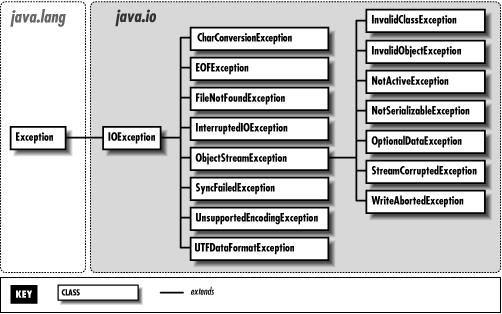 java.lang
java.io
Exception
IOException
CharConversionException
EOFException
FileNotFoundException
InterruptedIOException
ObjectStreamException
SyncFailedException
UnsupportedEncodingException
UTFDataFormatException
InvalidClassException
InvalidObjectException
NotActiveException
NotSerializableException
OptionalDataException
StreamCorruptedException
WriteAbortedException
KEY
CLASS
extends